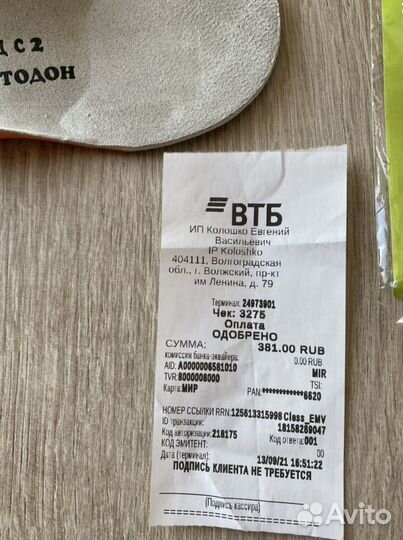 Д С 2
ТОДОН
ВТБ
ИП Колошко Евгений
Васильевич
IP Koloshko
404111, Волгоградская
обл., г. Волжский, пр-кт
им Ленина, д. 79
Терминал: 24973901
Чек: 3275
Оплата
ОДОБРЕНО
СУММА: 381.00 RUB
комиссия банка-эквайера: 0.00 RUB
AID: A0000006581010 MIR
TVR: 8000008000 TSI:
Карта: МИР PAN: ************6620
НОМЕР ССЫЛКИ RRN: 125613315998 Cless_EMV
ID транзакции: 18158289047
Код авторизации: 218175 Код ответа: 001
КОД ЭМИТЕНТ: 00
Дата (терминал): 13/09/21 16:51:22
ПОДПИСЬ КЛИЕНТА НЕ ТРЕБУЕТСЯ
(Подпись кассира)
Avito